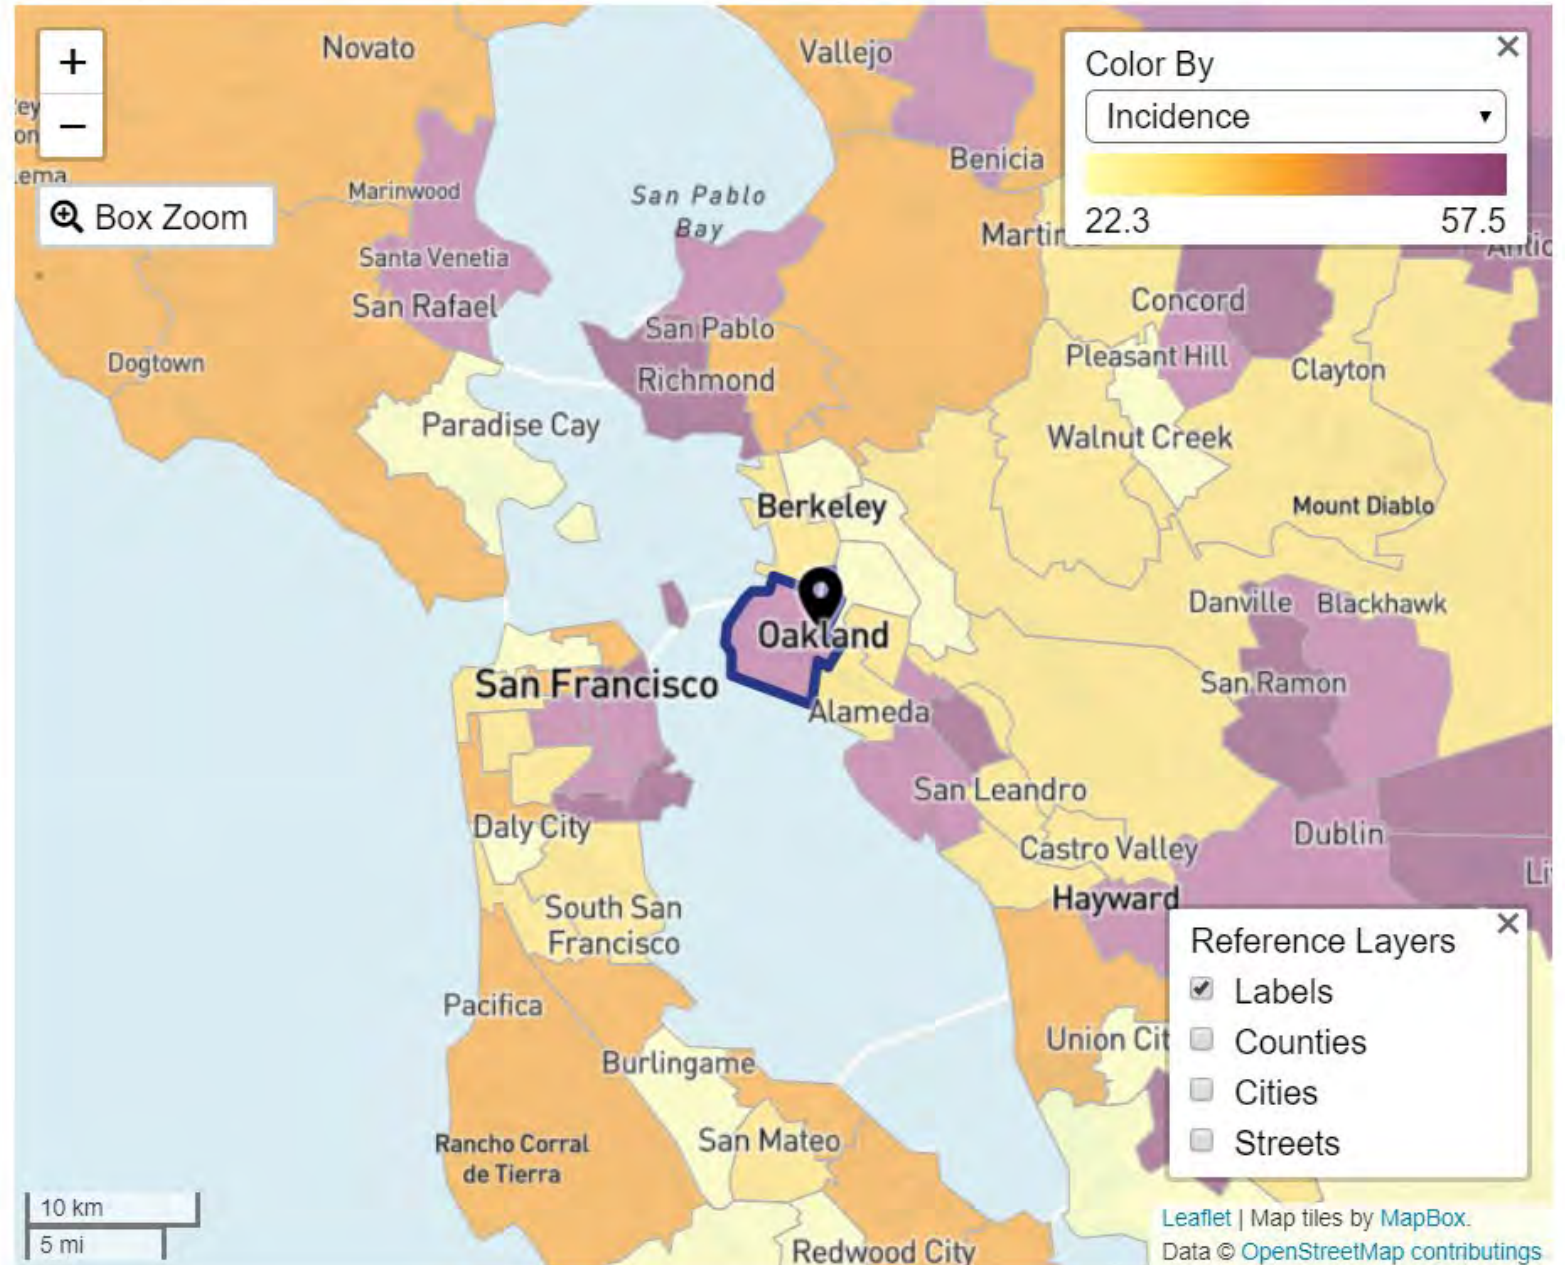 Novato
Vallejo
+
−
Color By
Incidence
22.3
57.5
Benicia
Marinwood
Box Zoom
San Pablo
Bay
Santa Venetia
San Rafael
Concord
San Pablo
Pleasant Hill
Clayton
Dogtown
Richmond
Paradise Cay
Walnut Creek
Berkeley
Mount Diablo
Danville
Blackhawk
Oakland
San Francisco
San Ramon
Alameda
San Leandro
Daly City
Dublin
Castro Valley
Hayward
South San
Francisco
Reference Layers
Labels
Counties
Cities
Streets
Pacifica
Union Cit
Burlingame
San Mateo
Rancho Corral
de Tierra
10 km
5 mi
Redwood City
Leaflet | Map tiles by MapBox.
Data © OpenStreetMap contributings